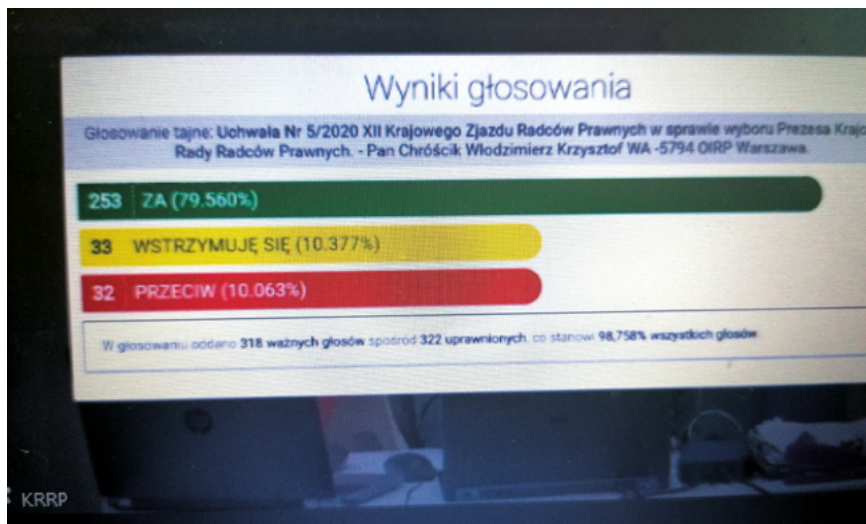 Wyniki głosowania
Głosowanie tajne: Uchwała Nr 5/2020 XII Krajowego Zjazdu Radców Prawnych w sprawie wyboru Prezesa Krajo
Rady Radców Prawnych. - Pan Chróścik Włodzimierz Krzysztof WA -5794 OIRP Warszawa.
253 ZA (79.560%)
33 WSTRZYMUJĘ SIĘ (10.377%)
32 PRZECIW (10.063%)
W głosowaniu oddano 318 ważnych głosów spośród 322 uprawnionych, co stanowi 98,758% wszystkich głosów.
KRRP